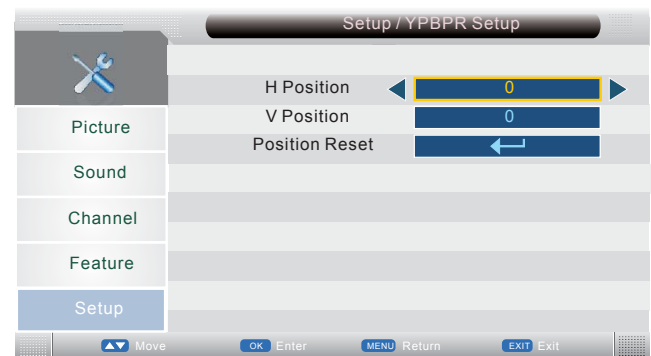 Setup / YPBPR Setup
H Position 0
V Position 0
Position Reset
Picture
Sound
Channel
Feature
Setup
Move OK Enter MENU Return EXIT Exit